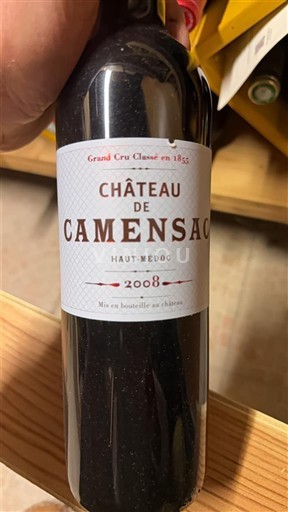 Grand Cru Classé en 1855
CHÂTEAU
DE
CAMENSAC
HAUT-MÉDOC
2008
Mis en bouteille au château